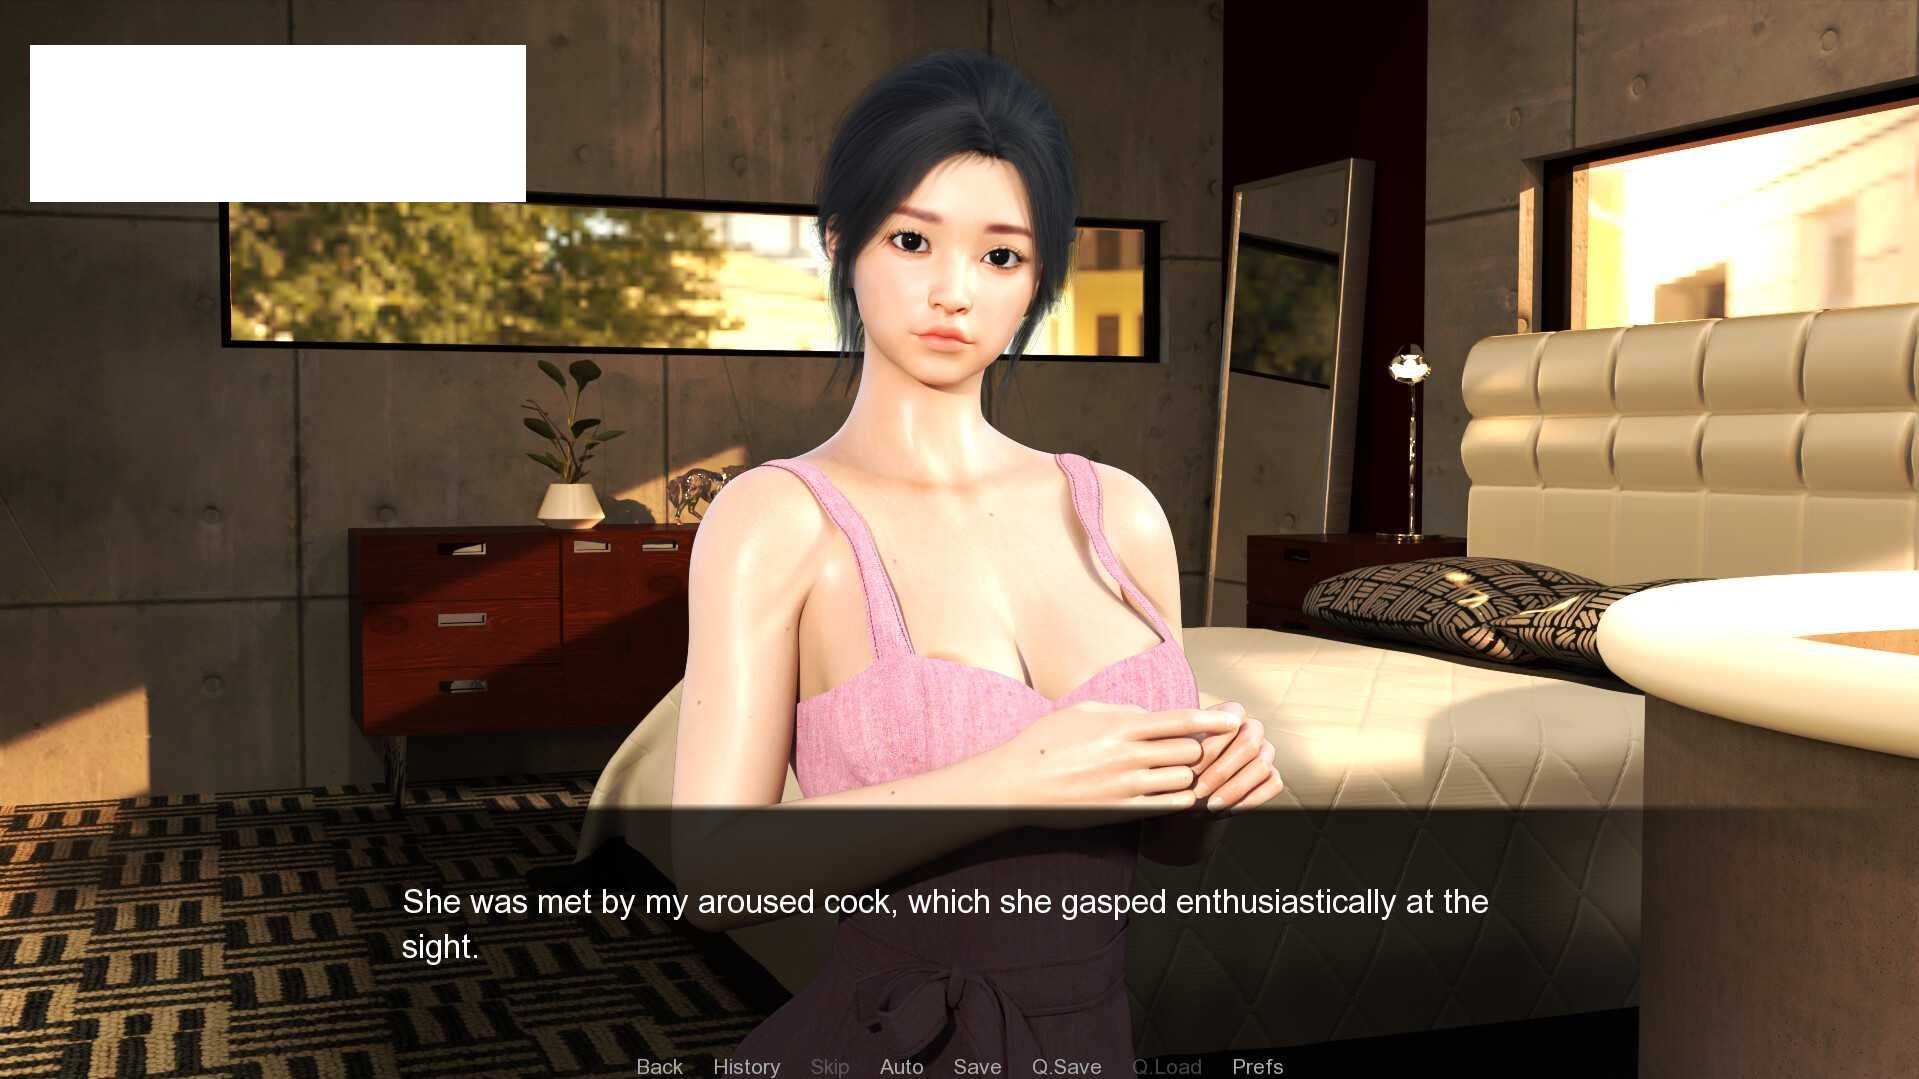 She was met by my aroused cock, which she gasped enthusiastically at the
sight.
Back History Skip Auto Save Q.Save Q.Load Prefs